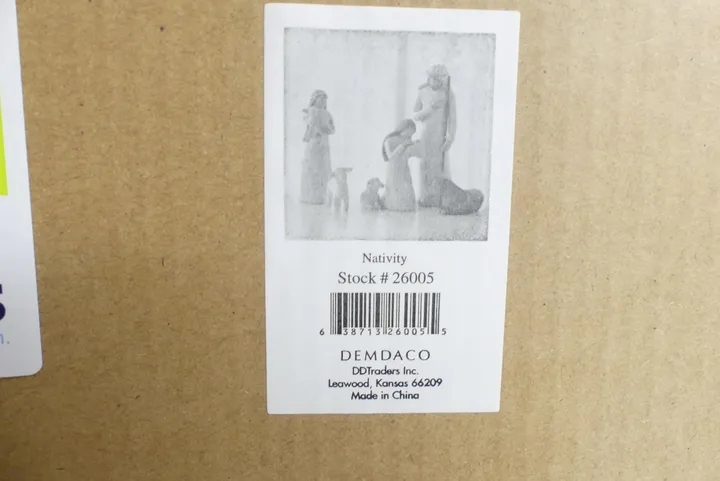 Nativity
Stock # 26005
6 38713 26005 5
DEMDACO
DDTraders Inc.
Leawood, Kansas 66209
Made in China